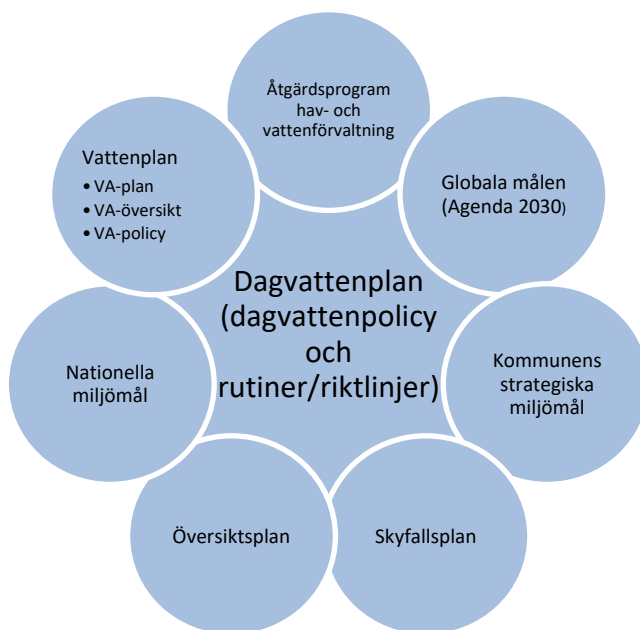 Åtgärdsprogram
hav- och
vattenförvaltning
Globala målen
(Agenda 2030)
Kommunens
strategiska
miljömål
Skyfallsplan
Översiktsplan
Nationella
miljömål
Vattenplan
• VA-plan
• VA-översikt
• VA-policy
Dagvattenplan
(dagvattenpolicy
och
rutiner/riktlinjer)